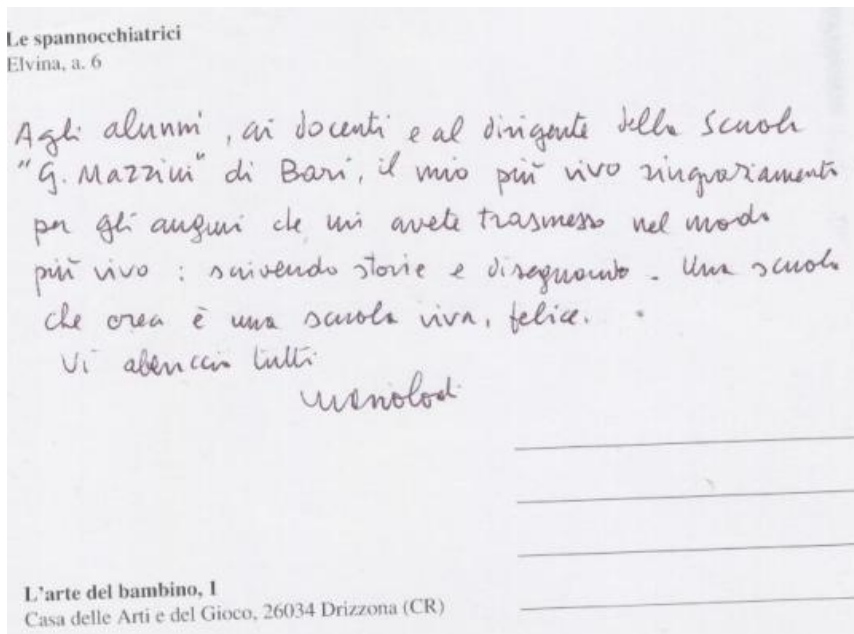 Le spannocchiatrici
Elvina, a. 6
Agli alunni, ai docenti e al dirigente della scuola
"G. Mazzini" di Bari, il mio più vivo ringraziamento
per gli auguri che mi avete trasmesso nel modo
più vivo: scrivendo storie e disegnando. Una scuola
che crea è una scuola viva, felice.
Vi abbraccio tutti
Mario Lodi
L'arte del bambino, 1
Casa delle Arti e del Gioco, 26034 Drizzona (CR)